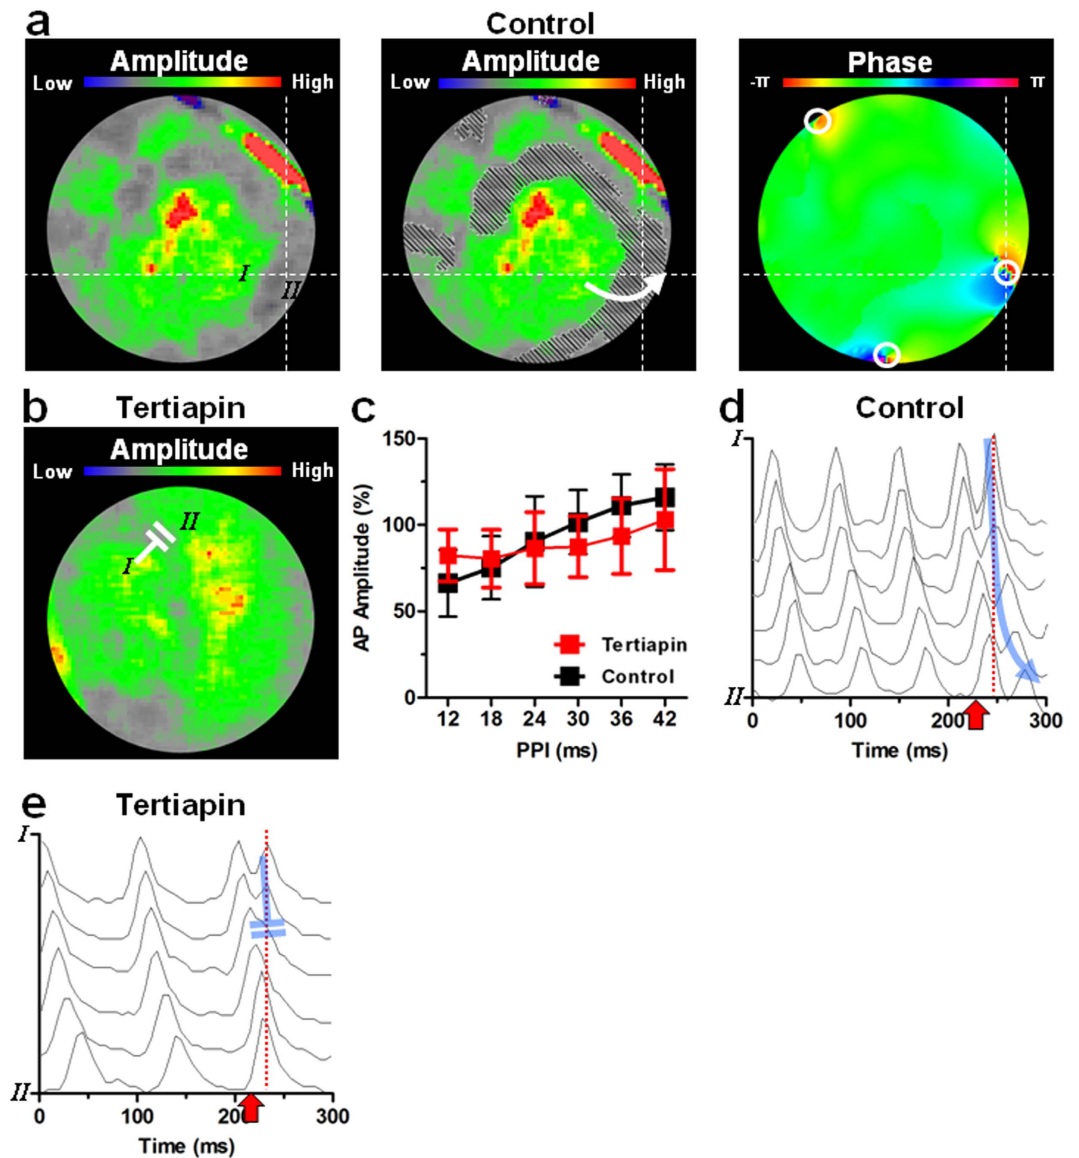 a
Control
Amplitude
Low High
I
II
Amplitude
Low High
Phase
-π π
b
Tertiapin
Amplitude
Low High
II
I
c
AP Amplitude (%)
150
100
50
0
12 18 24 30 36 42
PPI (ms)
Tertiapin
Control
d
Control
I
II
0 100 200 300
Time (ms)
e
Tertiapin
I
II
0 100 200 300
Time (ms)